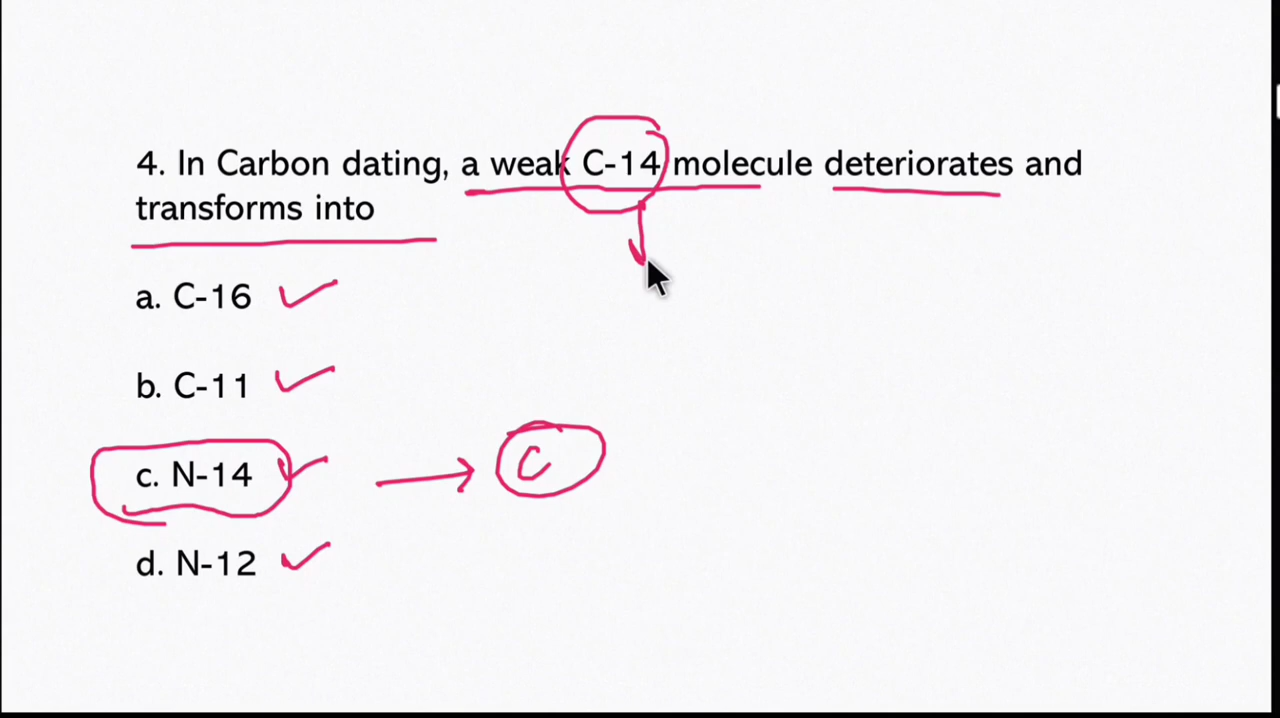 4. In Carbon dating, a weak C-14 molecule deteriorates and
transforms into
a. C-16
b. C-11
c. N-14
C
d. N-12